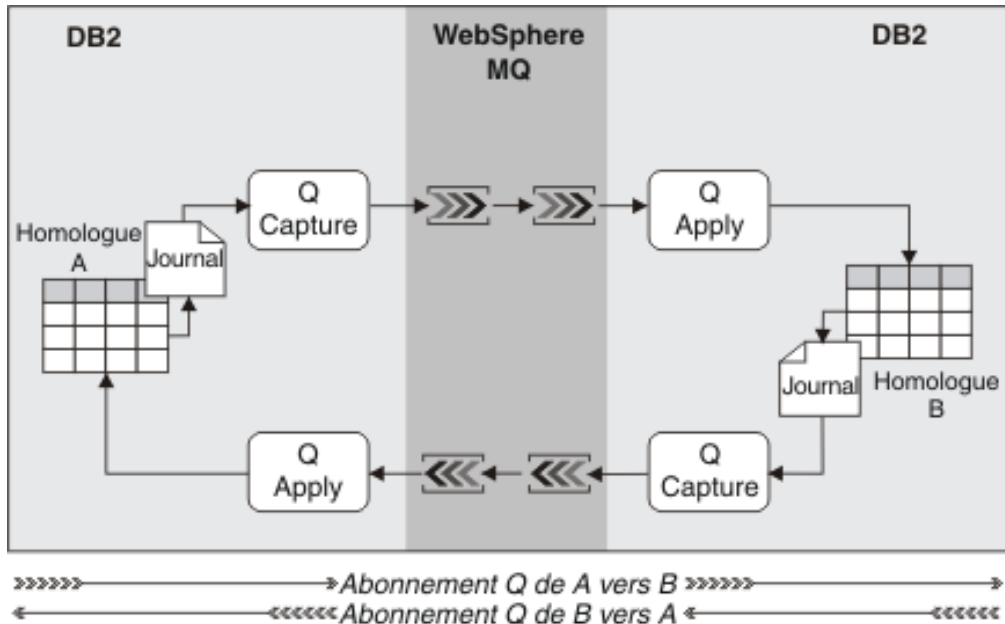 DB2
WebSphere
MQ
DB2
Q
Capture
Q
Apply
Homologue
A
Journal
Journal
Homologue
B
Q
Apply
Q
Capture
Abonnement Q de A vers B
Abonnement Q de B vers A